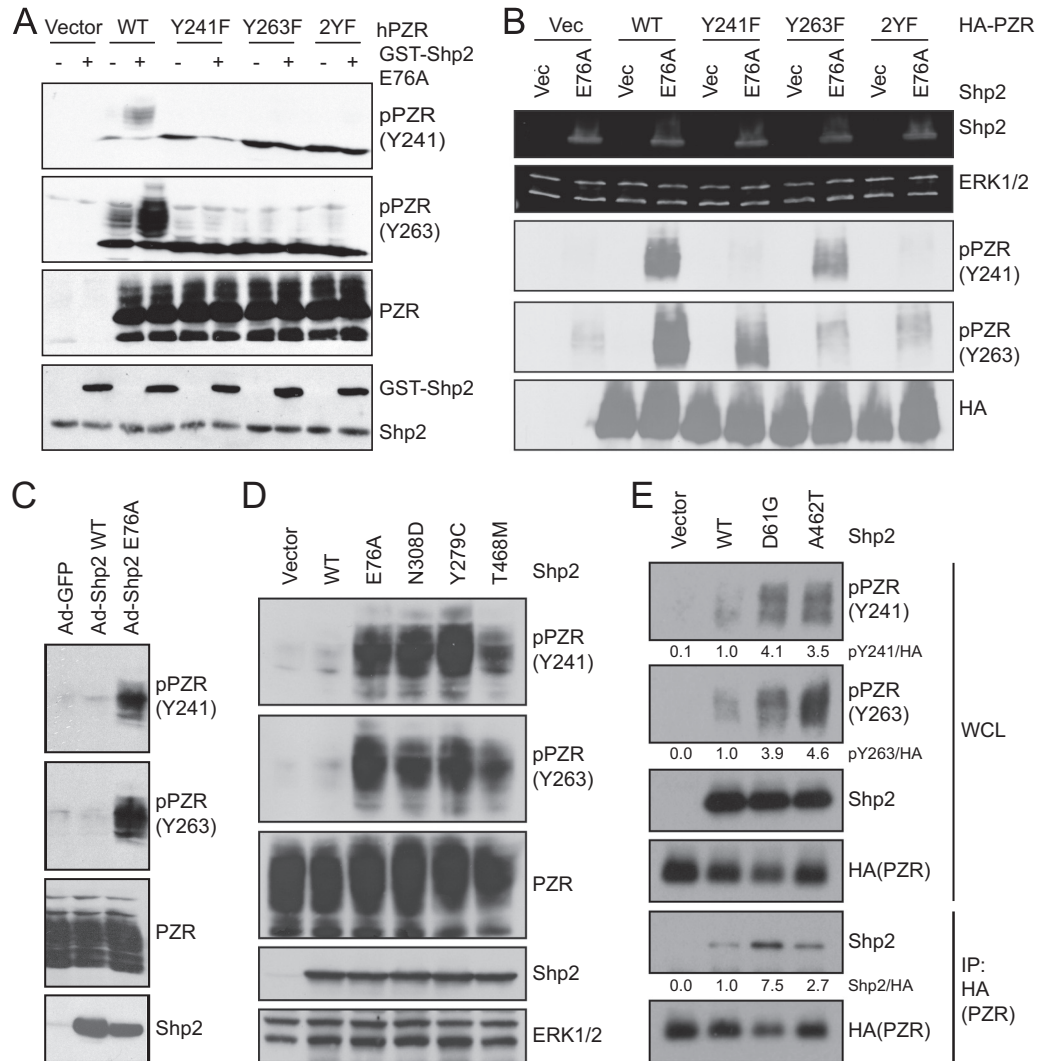 A
Vector WT Y241F Y263F 2YF hPZR
- + - + - + - + - + GST-Shp2
E76A
pPZR
(Y241)
pPZR
(Y263)
PZR
GST-Shp2
Shp2
B
Vec WT Y241F Y263F 2YF HA-PZR
Vec E76A Vec E76A Vec E76A Vec E76A Vec E76A Shp2
Shp2
ERK1/2
pPZR
(Y241)
pPZR
(Y263)
HA
C
Ad-GFP Ad-Shp2 WT Ad-Shp2 E76A
pPZR
(Y241)
pPZR
(Y263)
PZR
Shp2
D
Vector WT E76A N308D Y279C T468M Shp2
pPZR
(Y241)
pPZR
(Y263)
PZR
Shp2
ERK1/2
E
Vector WT D61G A462T Shp2
pPZR
(Y241)
0.1 1.0 4.1 3.5 pY241/HA
pPZR
(Y263)
0.0 1.0 3.9 4.6 pY263/HA
Shp2
HA(PZR)
WCL
Shp2
0.0 1.0 7.5 2.7 Shp2/HA
HA(PZR)
IP:
HA
(PZR)